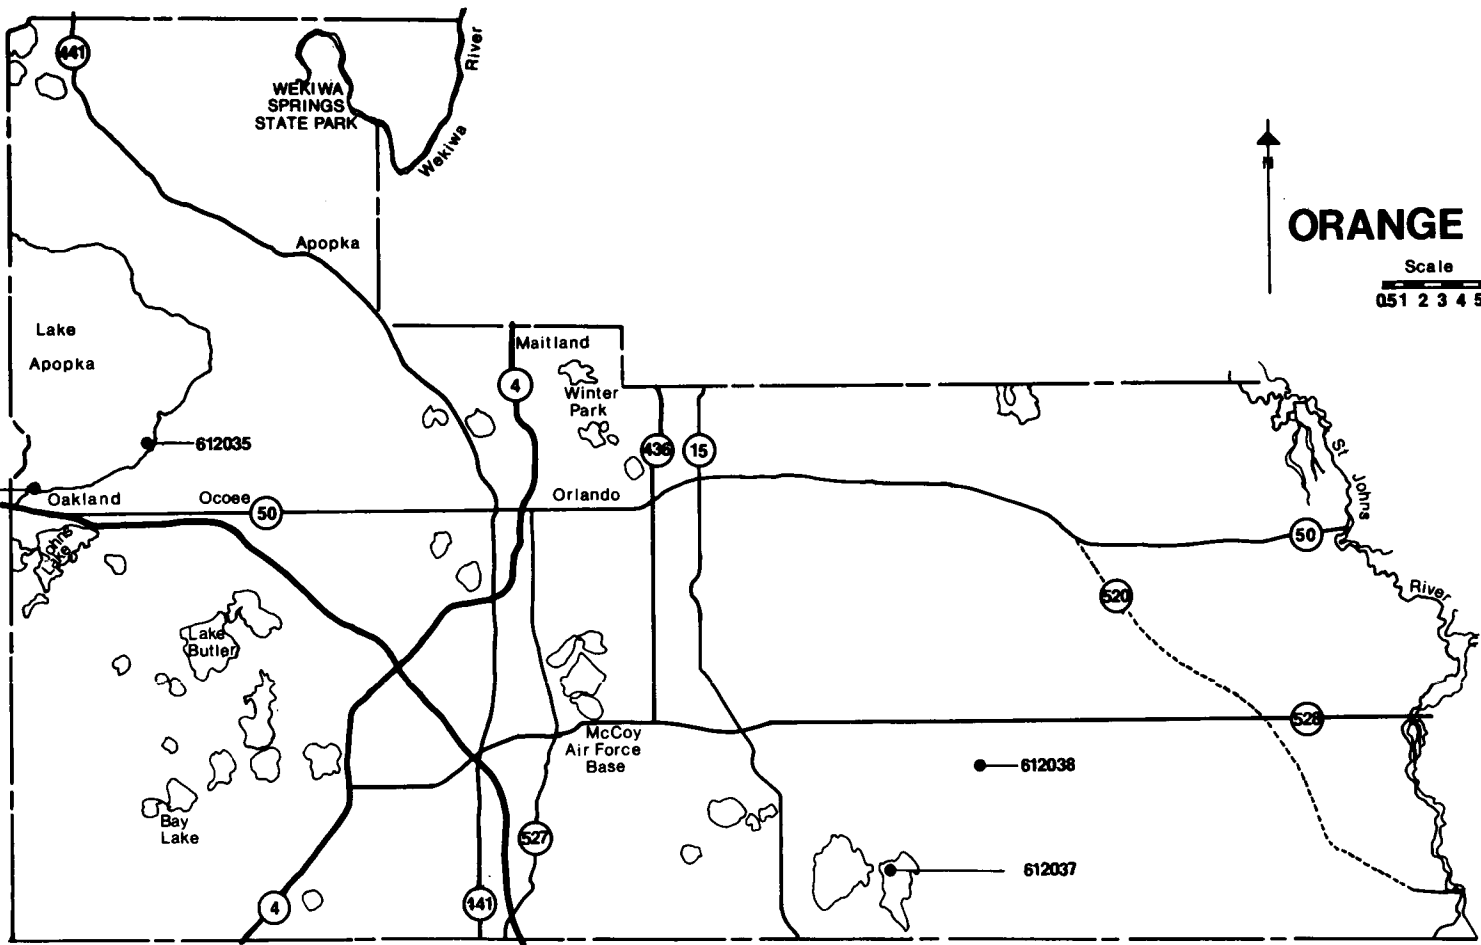 441
River
WEKIWA
SPRINGS
STATE PARK
Wekiwa
N
ORANGE
Scale
0.5 1 2 3 4 5
Apopka
Lake
Apopka
Maitland
4
Winter
Park
612035
436
15
St
Johns
Oakland
Ocoee
50
Orlando
50
Johns
Lake
520
River
Lake
Butler
528
McCoy
Air Force
Base
612038
Bay
Lake
527
612037
4
441